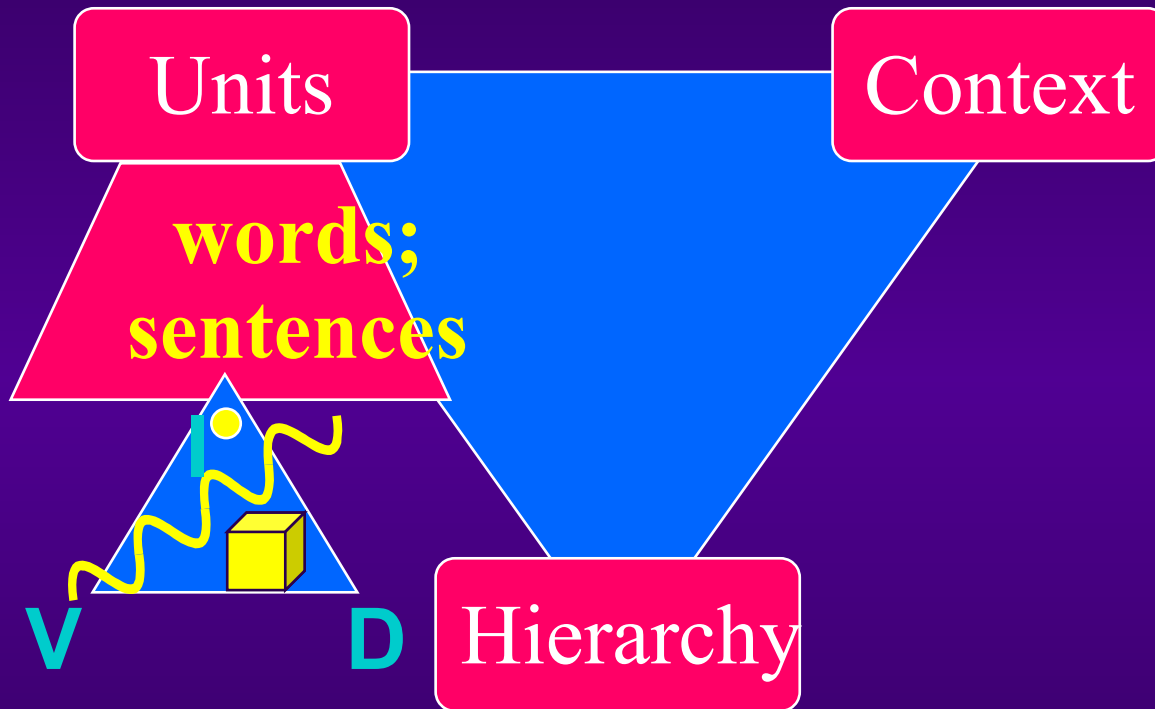 Units
Context
words;
sentences
I
V
D
Hierarchy